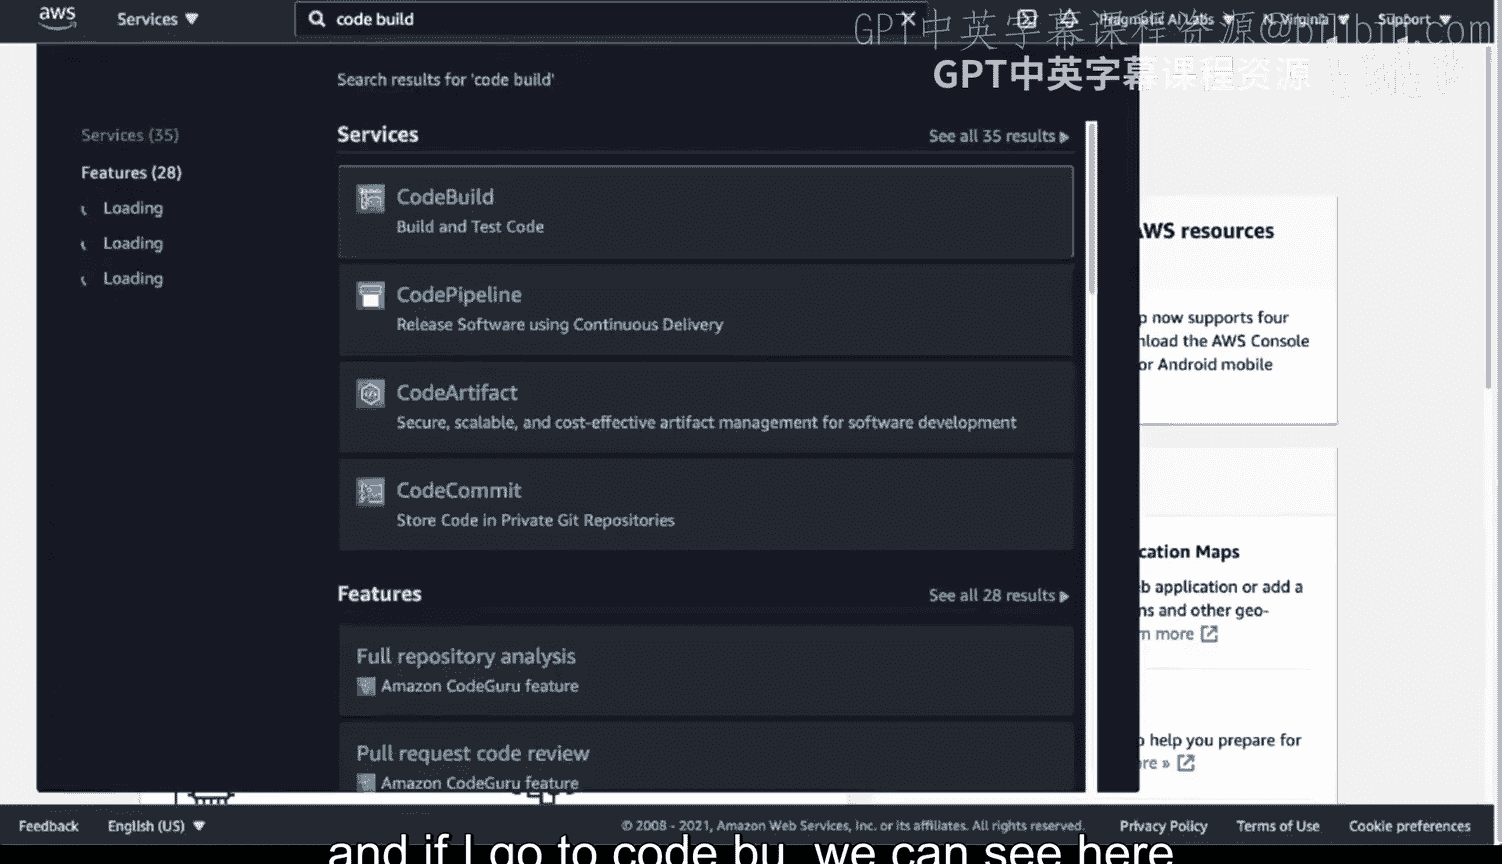 aws
Services
code build
Pragmatic AI Labs
N. Virginia
Support
GPT中英字幕课程资源@bilibili.com
GPT中英字幕课程资源
Search results for 'code build'
Services (35)
Features (28)
Loading
Loading
Loading
Services
See all 35 results
CodeBuild
Build and Test Code
CodePipeline
Release Software using Continuous Delivery
CodeArtifact
Secure, scalable, and cost-effective artifact management for software development
CodeCommit
Store Code in Private Git Repositories
Features
See all 28 results
Full repository analysis
Amazon CodeGuru feature
Pull request code review
Amazon CodeGuru feature
AWS resources
p now supports four
nload the AWS Console
or Android mobile
cation Maps
b application or add a
ns and other geo-
n more
o help you prepare for
re »
Feedback
English (US)
© 2008 - 2021, Amazon Web Services, Inc. or its affiliates. All rights reserved.
Privacy Policy
Terms of Use
Cookie preferences
and if I go to code bu, we can see here